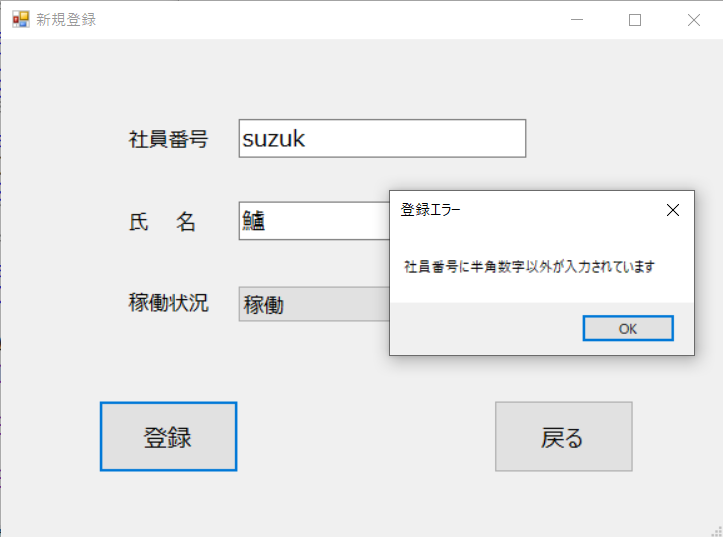 新規登録
社員番号 suzuk
氏 名 鱸
登録エラー
社員番号に半角数字以外が入力されています
稼働状況 稼働
OK
登録 戻る